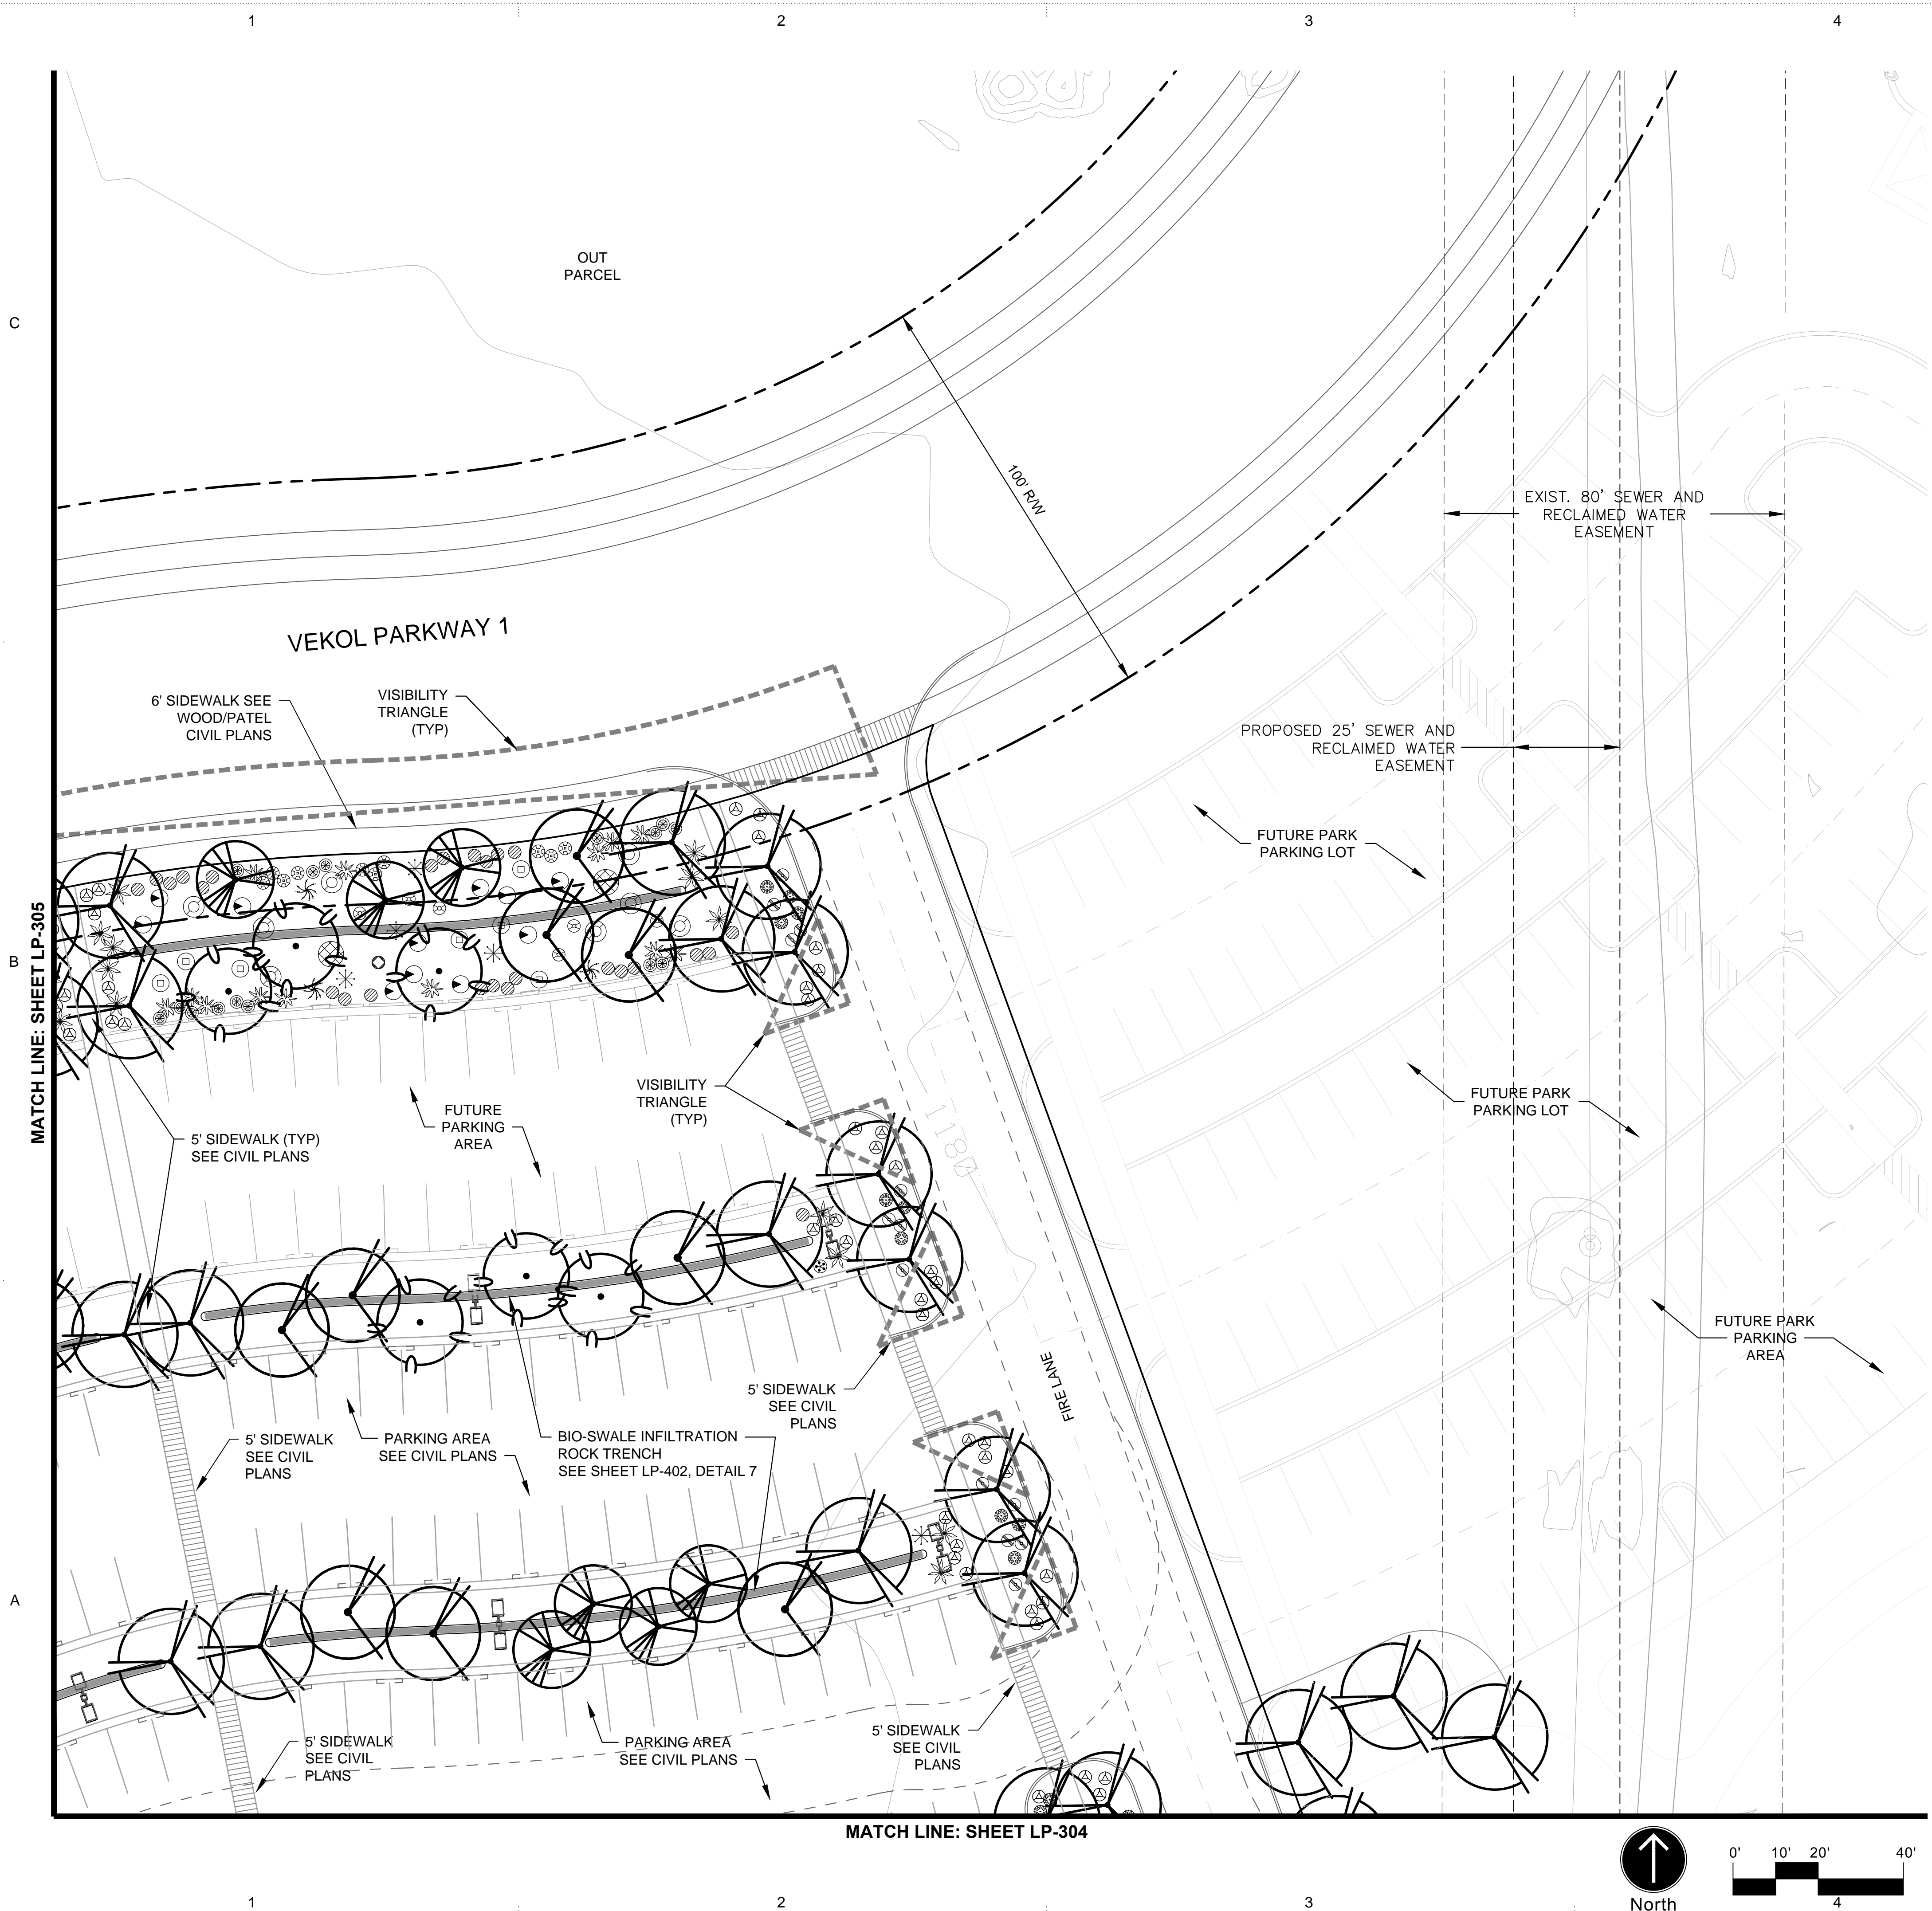 1
2
3
4
C
OUT
PARCEL
100' R/W
EXIST. 80' SEWER AND
RECLAIMED WATER
EASEMENT
VEKOL PARKWAY 1
6' SIDEWALK SEE
WOOD/PATEL
CIVIL PLANS
VISIBILITY
TRIANGLE
(TYP)
PROPOSED 25' SEWER AND
RECLAIMED WATER
EASEMENT
FUTURE PARK
PARKING LOT
B
MATCH LINE: SHEET LP-305
VISIBILITY
TRIANGLE
(TYP)
FUTURE
PARKING
AREA
5' SIDEWALK (TYP)
SEE CIVIL PLANS
FUTURE PARK
PARKING LOT
FUTURE PARK
PARKING
AREA
FIRE LANE
5' SIDEWALK
SEE CIVIL
PLANS
5' SIDEWALK
SEE CIVIL
PLANS
PARKING AREA
SEE CIVIL PLANS
BIO-SWALE INFILTRATION
ROCK TRENCH
SEE SHEET LP-402, DETAIL 7
A
5' SIDEWALK
SEE CIVIL
PLANS
PARKING AREA
SEE CIVIL PLANS
5' SIDEWALK
SEE CIVIL
PLANS
MATCH LINE: SHEET LP-304
0' 10' 20' 40'
North
1
2
3
4